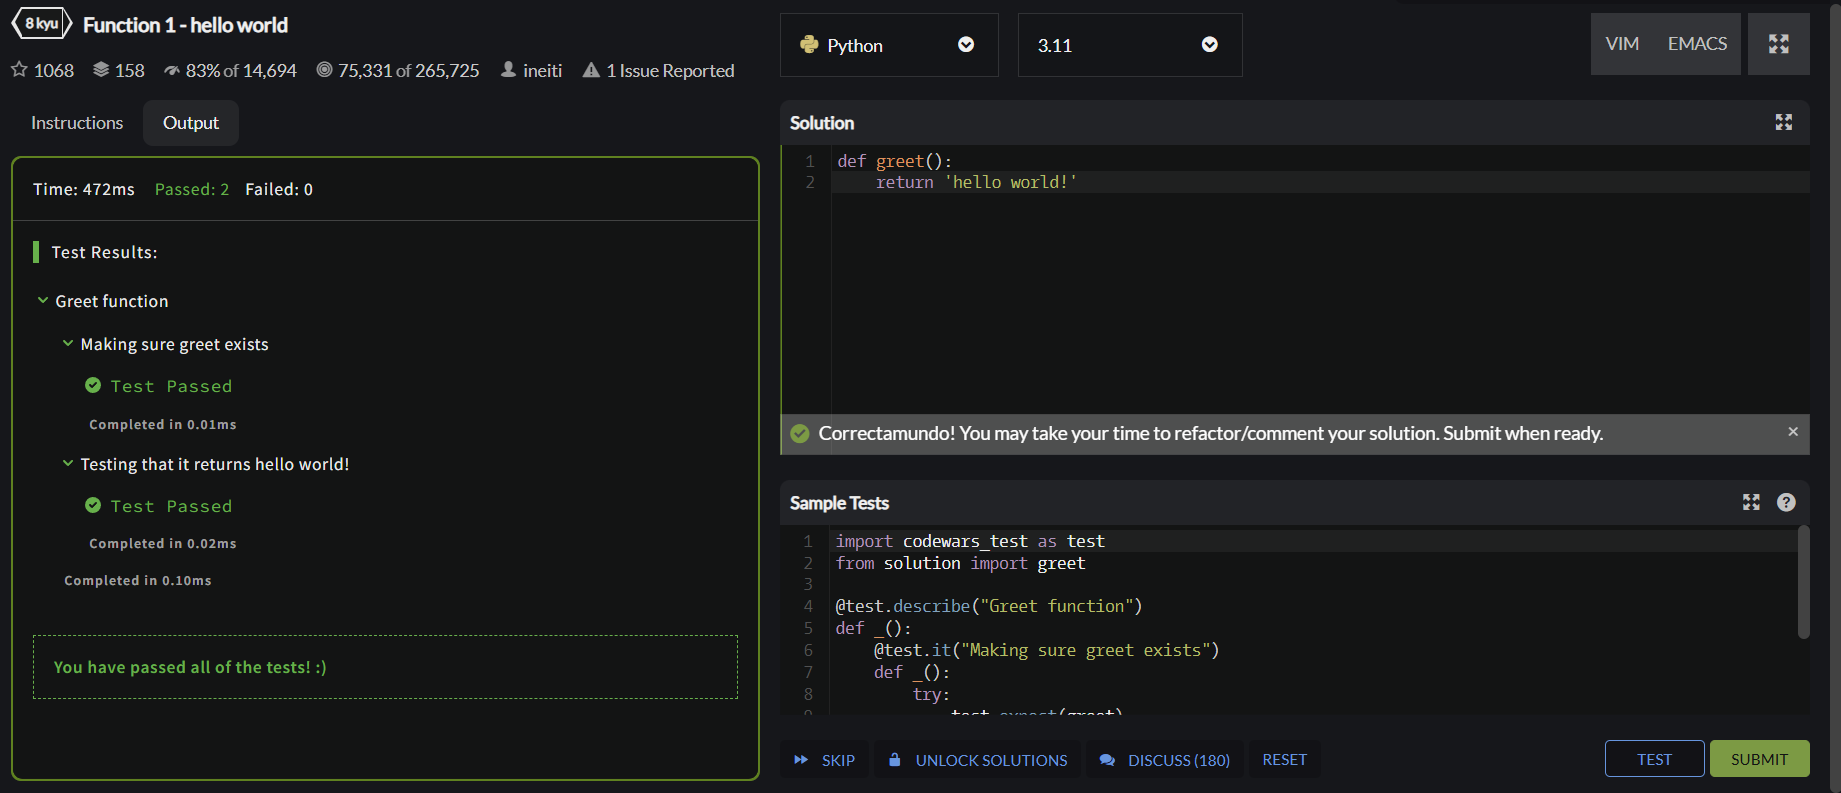 8 kyu
Function 1 - hello world
1068 158 83% of 14,694 75,331 of 265,725 ineiti 1 Issue Reported
Instructions
Output
Time: 472ms Passed: 2 Failed: 0
Test Results:
Greet function
Making sure greet exists
Test Passed
Completed in 0.01ms
Testing that it returns hello world!
Test Passed
Completed in 0.02ms
Completed in 0.10ms
You have passed all of the tests! :)
Python
3.11
VIM
EMACS
Solution
1 def greet():
2     return 'hello world!'
Correctamundo! You may take your time to refactor/comment your solution. Submit when ready.
×
Sample Tests
?
1 import codewars_test as test
2 from solution import greet
3
4 @test.describe("Greet function")
5 def _():
6     @test.it("Making sure greet exists")
7     def _():
8         try:
9             test.expect(greet)
SKIP
UNLOCK SOLUTIONS
DISCUSS (180)
RESET
TEST
SUBMIT